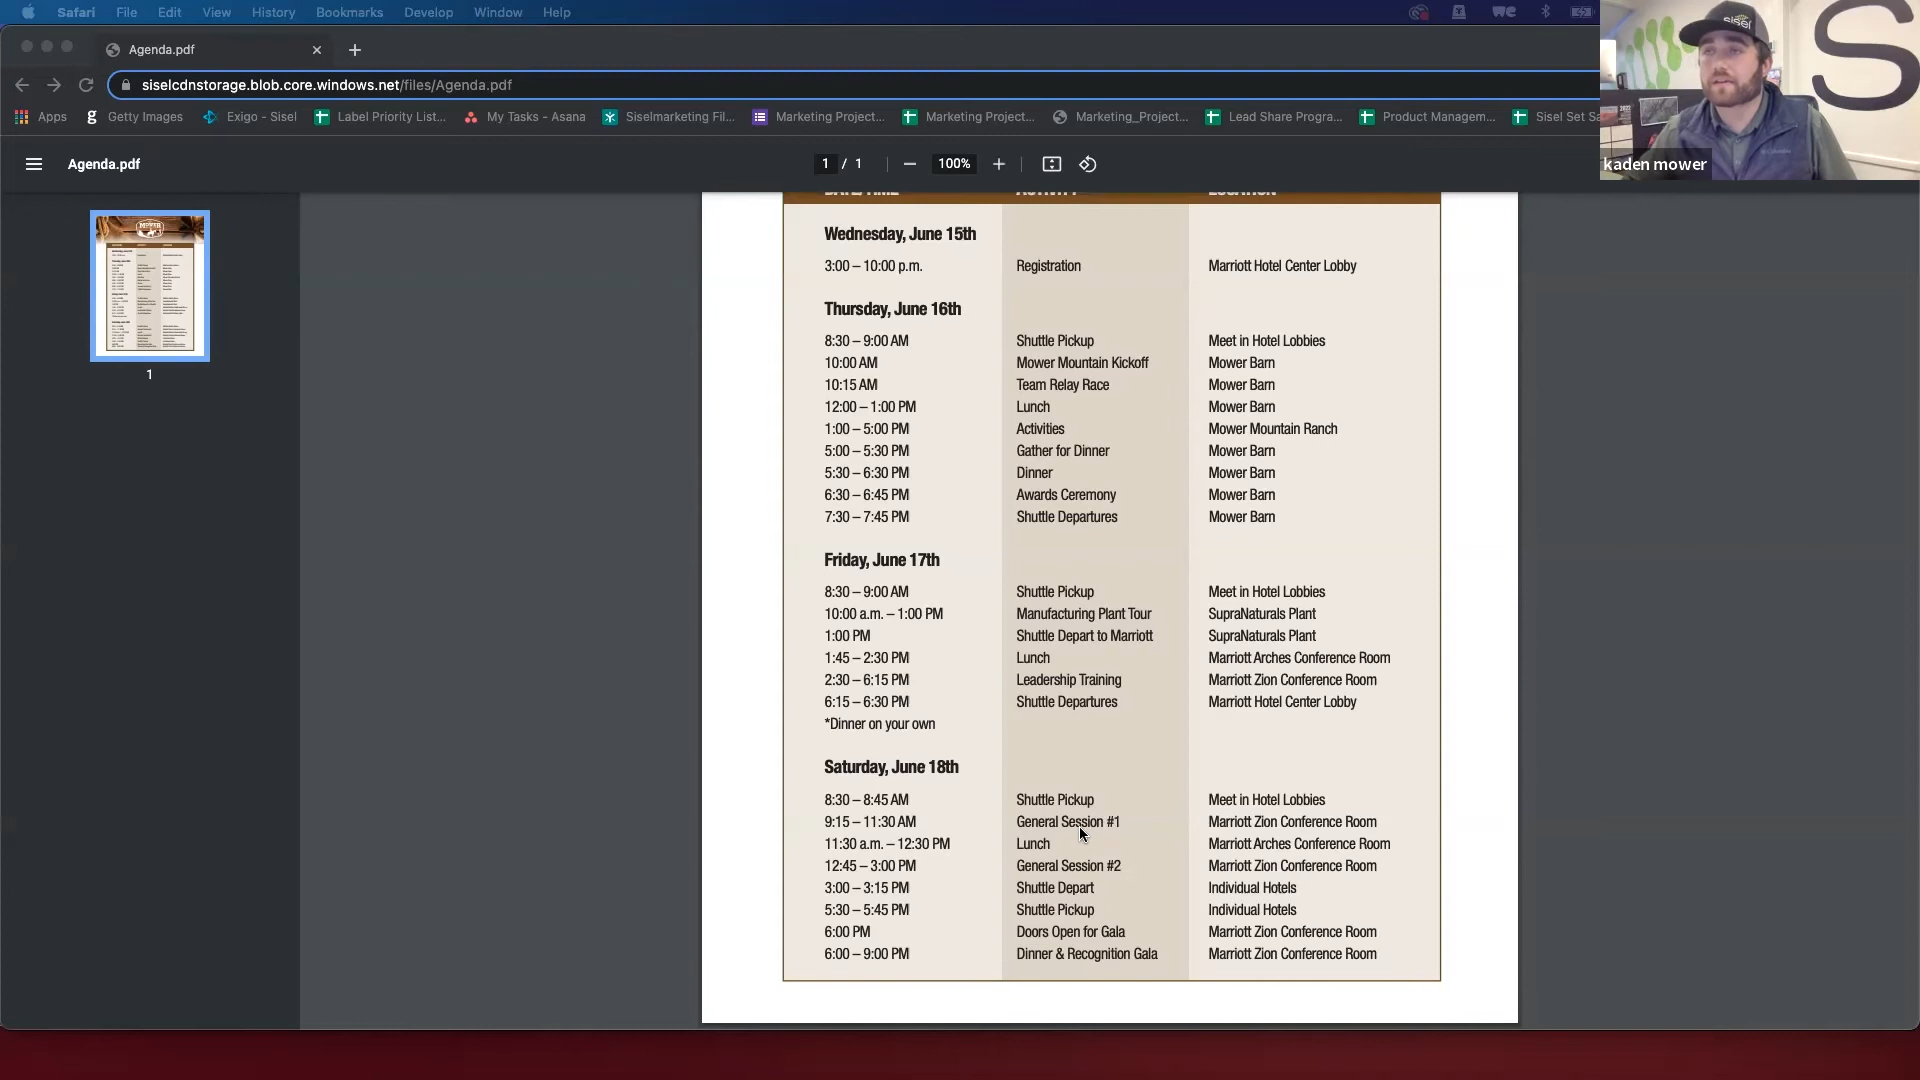 Safari File Edit View History Bookmarks Develop Window Help
Agenda.pdf
siselcdnstorage.blob.core.windows.net/files/Agenda.pdf
Apps Getty Images Exigo - Sisel Label Priority List... My Tasks - Asana Siselmarketing Fil... Marketing Project... Marketing Project... Marketing_Project... Lead Share Progra... Product Managem... Sisel Set Sa
Agenda.pdf 1 / 1 100%
sisel
S
kaden mower
DATE/TIME ACTIVITY LOCATION
Wednesday, June 15th
3:00 – 10:00 p.m. Registration Marriott Hotel Center Lobby
Thursday, June 16th
8:30 – 9:00 AM Shuttle Pickup Meet in Hotel Lobbies
10:00 AM Mower Mountain Kickoff Mower Barn
10:15 AM Team Relay Race Mower Barn
12:00 – 1:00 PM Lunch Mower Barn
1:00 – 5:00 PM Activities Mower Mountain Ranch
5:00 – 5:30 PM Gather for Dinner Mower Barn
5:30 – 6:30 PM Dinner Mower Barn
6:30 – 6:45 PM Awards Ceremony Mower Barn
7:30 – 7:45 PM Shuttle Departures Mower Barn
Friday, June 17th
8:30 – 9:00 AM Shuttle Pickup Meet in Hotel Lobbies
10:00 a.m. – 1:00 PM Manufacturing Plant Tour SupraNaturals Plant
1:00 PM Shuttle Depart to Marriott SupraNaturals Plant
1:45 – 2:30 PM Lunch Marriott Arches Conference Room
2:30 – 6:15 PM Leadership Training Marriott Zion Conference Room
6:15 – 6:30 PM Shuttle Departures Marriott Hotel Center Lobby
*Dinner on your own
Saturday, June 18th
8:30 – 8:45 AM Shuttle Pickup Meet in Hotel Lobbies
9:15 – 11:30 AM General Session #1 Marriott Zion Conference Room
11:30 a.m. – 12:30 PM Lunch Marriott Arches Conference Room
12:45 – 3:00 PM General Session #2 Marriott Zion Conference Room
3:00 – 3:15 PM Shuttle Depart Individual Hotels
5:30 – 5:45 PM Shuttle Pickup Individual Hotels
6:00 PM Doors Open for Gala Marriott Zion Conference Room
6:00 – 9:00 PM Dinner & Recognition Gala Marriott Zion Conference Room
1